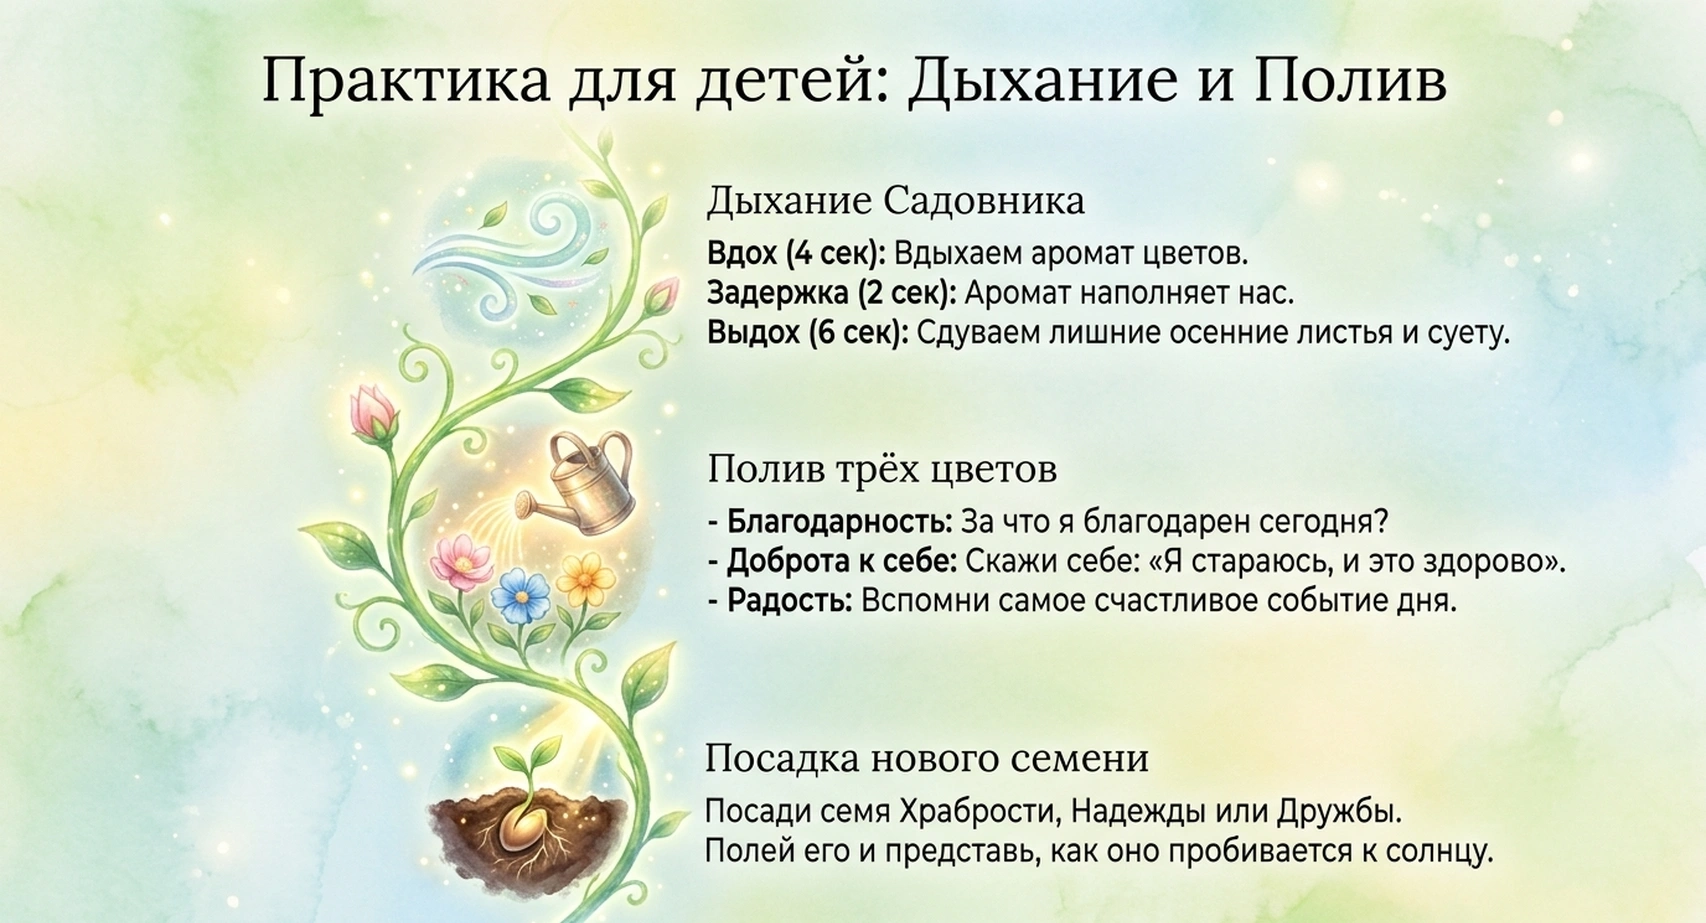 Практика для детей: Дыхание и Полив
Дыхание Садовника
Вдох (4 сек): Вдыхаем аромат цветов.
Задержка (2 сек): Аромат наполняет нас.
Выдох (6 сек): Сдуваем лишние осенние листья и суету.
Полив трёх цветов
- Благодарность: За что я благодарен сегодня?
- Доброта к себе: Скажи себе: «Я стараюсь, и это здорово».
- Радость: Вспомни самое счастливое событие дня.
Посадка нового семени
Посади семя Храбрости, Надежды или Дружбы.
Полей его и представь, как оно пробивается к солнцу.